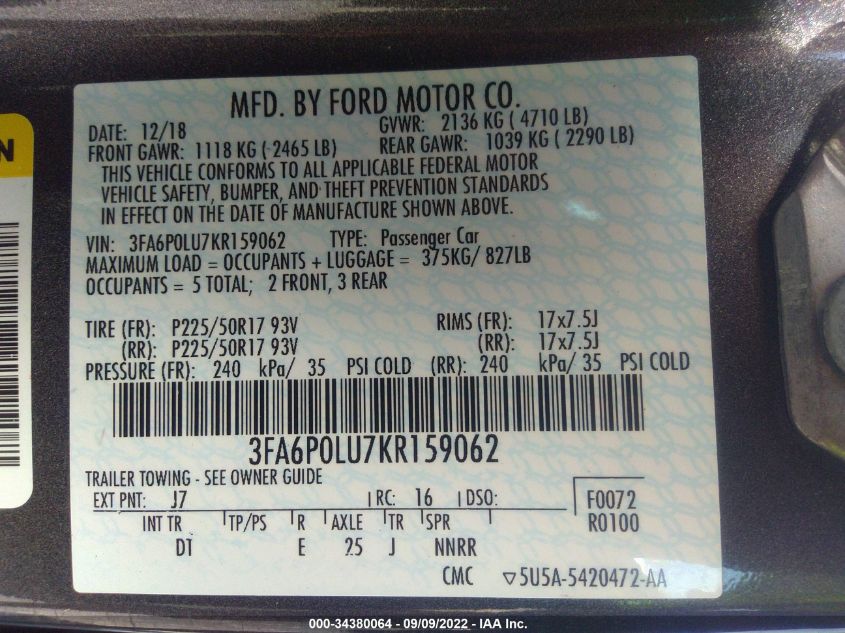 N
MFD. BY FORD MOTOR CO.
DATE: 12/18 GVWR: 2136 KG ( 4710 LB)
FRONT GAWR: 1118 KG ( 2465 LB) REAR GAWR: 1039 KG ( 2290 LB)
THIS VEHICLE CONFORMS TO ALL APPLICABLE FEDERAL MOTOR
VEHICLE SAFETY, BUMPER, AND THEFT PREVENTION STANDARDS
IN EFFECT ON THE DATE OF MANUFACTURE SHOWN ABOVE.
VIN: 3FA6P0LU7KR159062 TYPE: Passenger Car
MAXIMUM LOAD = OCCUPANTS + LUGGAGE = 375KG/ 827LB
OCCUPANTS = 5 TOTAL; 2 FRONT, 3 REAR
TIRE (FR): P225/50R17 93V RIMS (FR): 17x7.5J
(RR): P225/50R17 93V (RR): 17x7.5J
PRESSURE (FR): 240 kPa/ 35 PSI COLD (RR): 240 kPa/ 35 PSI COLD
3FA6P0LU7KR159062
TRAILER TOWING - SEE OWNER GUIDE
EXT PNT: J7 RC: 16 DSO: F0072
INT TR TP/PS R AXLE TR SPR R0100
DT E 25 J NNRR
CMC ▽5U5A-5420472-AA
000-34380064 - 09/09/2022 - IAA Inc.